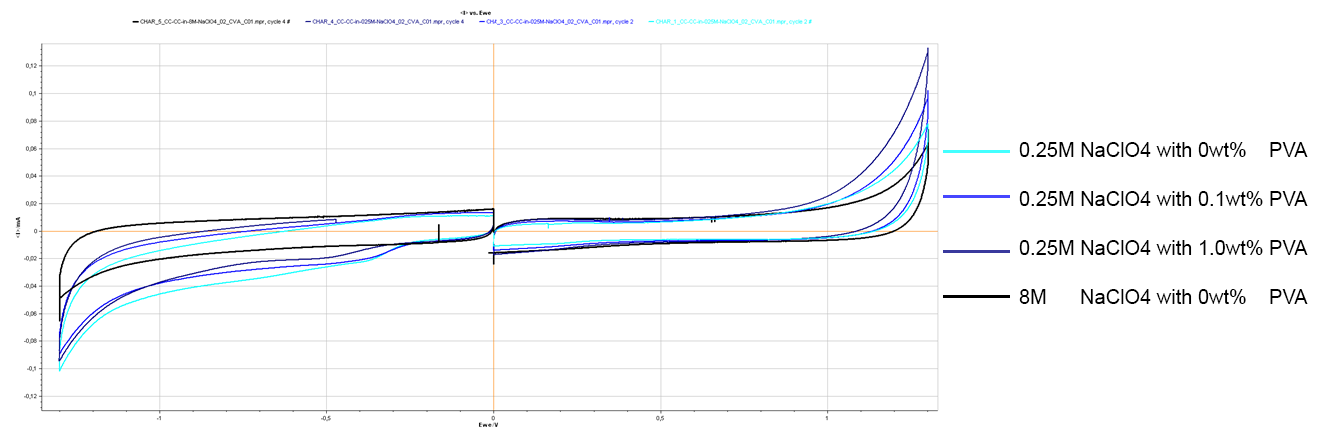 <I> vs. Ewe
CHAR_5_CC-CC-in-8M-NaClO4_02_CVA_C01.mpr, cycle 4 # CHAR_4_CC-CC-in-025M-NaClO4_02_CVA_C01.mpr, cycle 4 CC-CC-in-025M-NaClO4_02_CVA_C01.mpr, cycle 2 CHAR_1_CC-CC-in-025M-NaClO4_02_CVA_C01.mpr, cycle 2 #
0,12
0,1
0,08
0,06
0,04
0,02
0
-0,02
-0,04
-0,06
-0,08
-0,1
-0,12
<I>/mA
-1 -0,5 0 0,5 1
Ewe/V
0.25M NaClO4 with 0wt% PVA
0.25M NaClO4 with 0.1wt% PVA
0.25M NaClO4 with 1.0wt% PVA
8M NaClO4 with 0wt% PVA